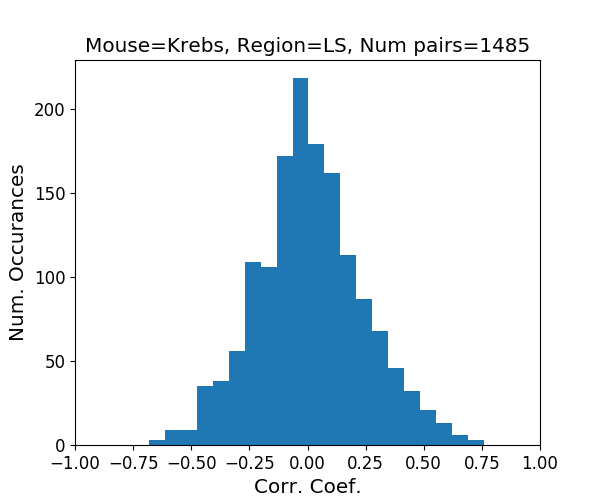 Mouse=Krebs, Region=LS, Num pairs=1485
Num. Occurances
200
150
100
50
0
−1.00 −0.75 −0.50 −0.25 0.00 0.25 0.50 0.75 1.00
Corr. Coef.